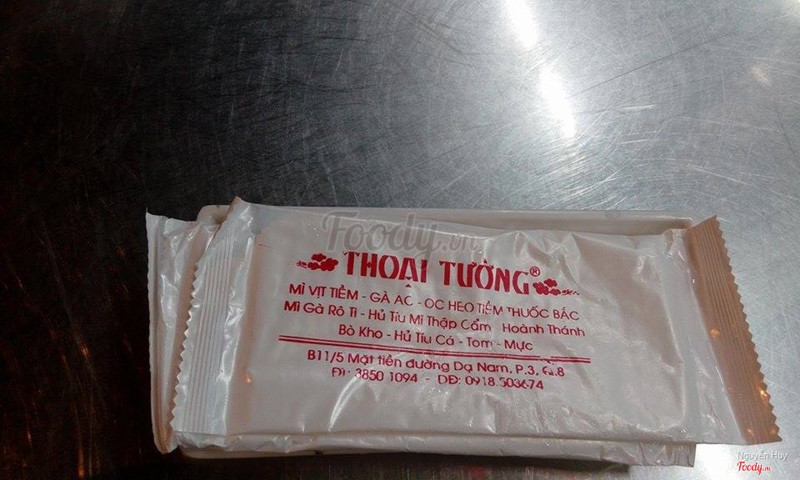 Foody.vn
THOẠI TƯỜNG®
MÌ VỊT TIỀM - GÀ ÁC - ÓC HEO TIỀM THUỐC BẮC
MÌ GÀ RÔ TI - HỦ TÍU MÌ THẬP CẨM HOÀNH THÁNH
BÒ KHO - HỦ TÍU CÁ - TÔM - MỰC
B11/5 Mặt tiền đường Dạ Nam, P.3, Q.8
ĐT: 3850 1094 - DĐ: 0918.503674
Nguyễn Huy
Foody.vn